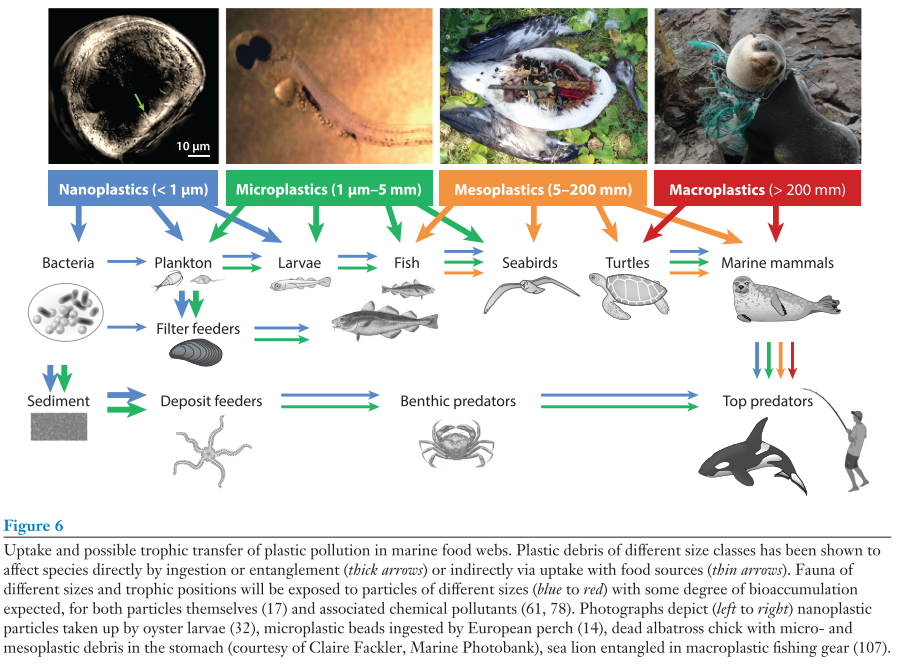 10 μm
Nanoplastics (< 1 μm)
Microplastics (1 μm–5 mm)
Mesoplastics (5–200 mm)
Macroplastics (> 200 mm)
Bacteria
Plankton
Larvae
Fish
Seabirds
Turtles
Marine mammals
Filter feeders
Sediment
Deposit feeders
Benthic predators
Top predators
Figure 6
Uptake and possible trophic transfer of plastic pollution in marine food webs. Plastic debris of different size classes has been shown to
affect species directly by ingestion or entanglement (thick arrows) or indirectly via uptake with food sources (thin arrows). Fauna of
different sizes and trophic positions will be exposed to particles of different sizes (blue to red) with some degree of bioaccumulation
expected, for both particles themselves (17) and associated chemical pollutants (61, 78). Photographs depict (left to right) nanoplastic
particles taken up by oyster larvae (32), microplastic beads ingested by European perch (14), dead albatross chick with micro- and
mesoplastic debris in the stomach (courtesy of Claire Fackler, Marine Photobank), sea lion entangled in macroplastic fishing gear (107).